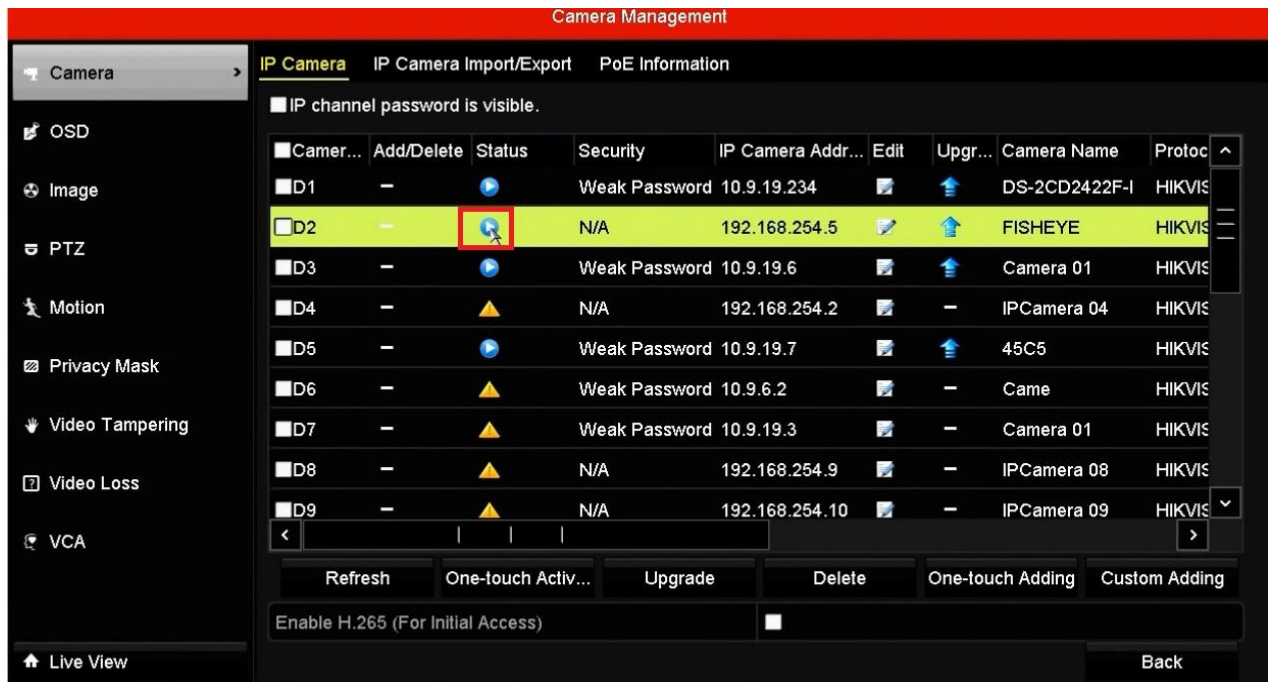 Camera Management
Camera
OSD
Image
PTZ
Motion
Privacy Mask
Video Tampering
Video Loss
VCA
Live View
IP Camera IP Camera Import/Export PoE Information
IP channel password is visible.
Camer... Add/Delete Status Security IP Camera Addr... Edit Upgr... Camera Name Protoc
D1 Weak Password 10.9.19.234 DS-2CD2422F-I HIKVIS
D2 N/A 192.168.254.5 FISHEYE HIKVIS
D3 Weak Password 10.9.19.6 Camera 01 HIKVIS
D4 N/A 192.168.254.2 IPCamera 04 HIKVIS
D5 Weak Password 10.9.19.7 45C5 HIKVIS
D6 Weak Password 10.9.6.2 Came HIKVIS
D7 Weak Password 10.9.19.3 Camera 01 HIKVIS
D8 N/A 192.168.254.9 IPCamera 08 HIKVIS
D9 N/A 192.168.254.10 IPCamera 09 HIKVIS
Refresh One-touch Activ... Upgrade Delete One-touch Adding Custom Adding
Enable H.265 (For Initial Access)
Back